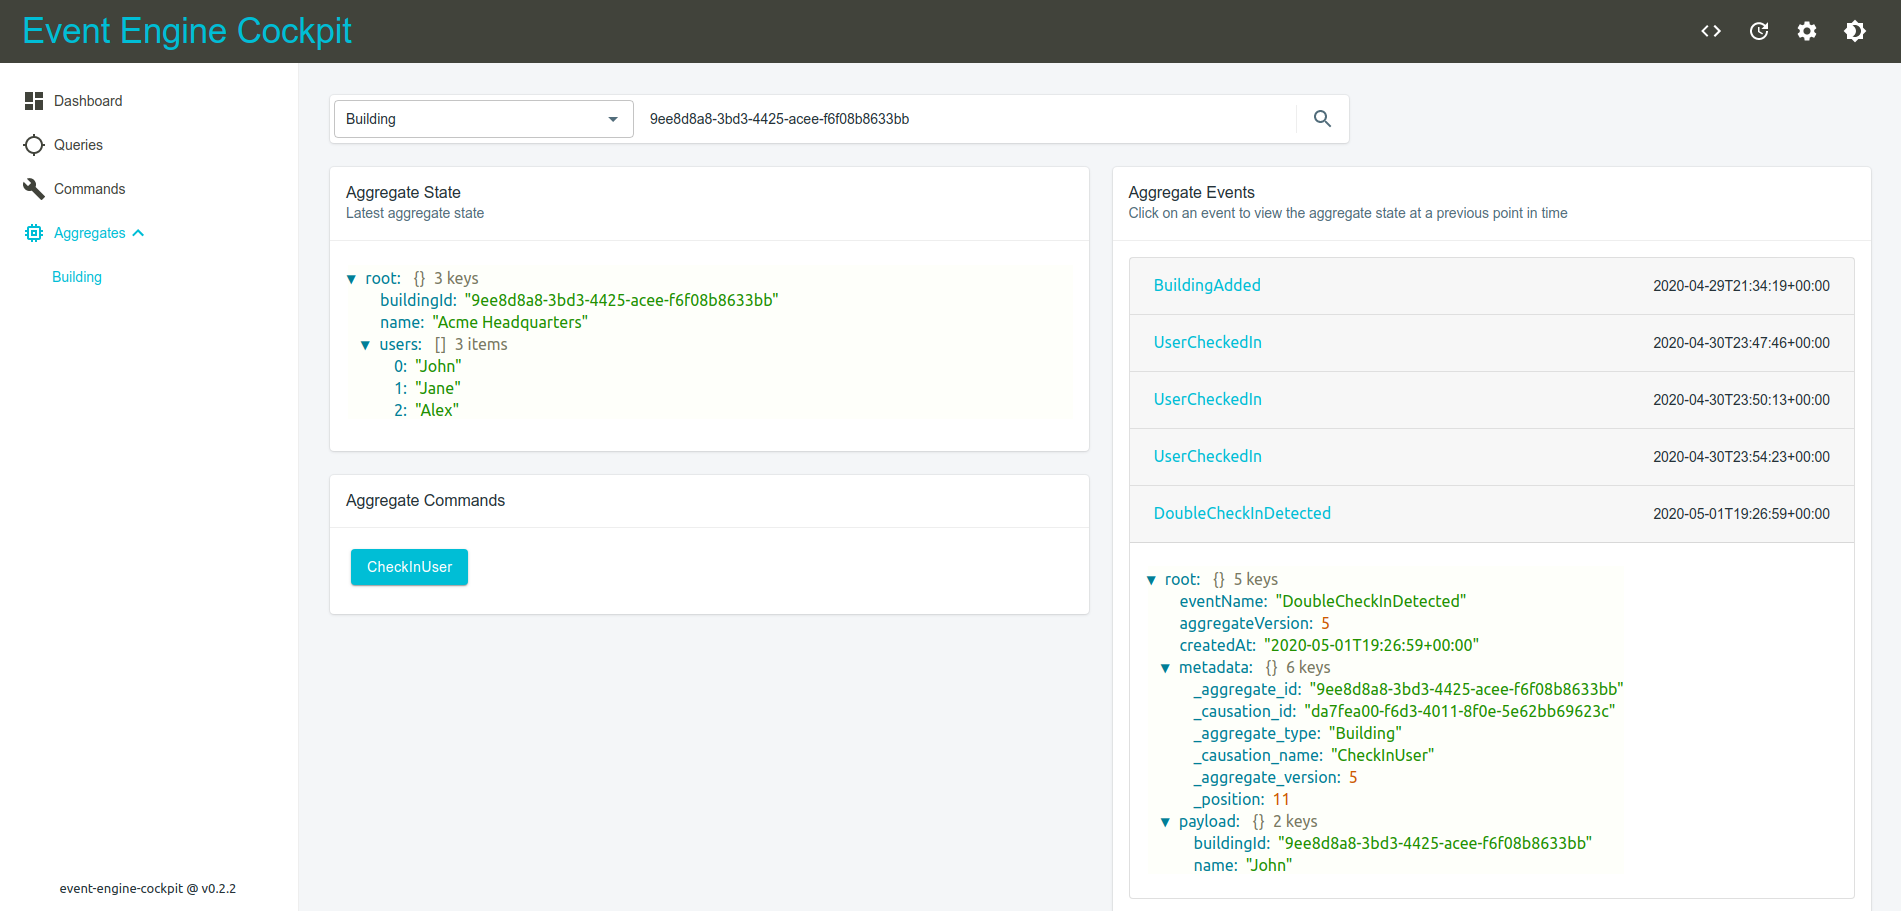 Event Engine Cockpit
Dashboard
Queries
Commands
Aggregates
Building
event-engine-cockpit @ v0.2.2
Building 9ee8d8a8-3bd3-4425-acee-f6f08b8633bb
Aggregate State
Latest aggregate state
▼ root: {} 3 keys
buildingId: "9ee8d8a8-3bd3-4425-acee-f6f08b8633bb"
name: "Acme Headquarters"
▼ users: [] 3 items
0: "John"
1: "Jane"
2: "Alex"
Aggregate Commands
CheckInUser
Aggregate Events
Click on an event to view the aggregate state at a previous point in time
BuildingAdded 2020-04-29T21:34:19+00:00
UserCheckedIn 2020-04-30T23:47:46+00:00
UserCheckedIn 2020-04-30T23:50:13+00:00
UserCheckedIn 2020-04-30T23:54:23+00:00
DoubleCheckInDetected 2020-05-01T19:26:59+00:00
▼ root: {} 5 keys
eventName: "DoubleCheckInDetected"
aggregateVersion: 5
createdAt: "2020-05-01T19:26:59+00:00"
▼ metadata: {} 6 keys
_aggregate_id: "9ee8d8a8-3bd3-4425-acee-f6f08b8633bb"
_causation_id: "da7fea00-f6d3-4011-8f0e-5e62bb69623c"
_aggregate_type: "Building"
_causation_name: "CheckInUser"
_aggregate_version: 5
_position: 11
▼ payload: {} 2 keys
buildingId: "9ee8d8a8-3bd3-4425-acee-f6f08b8633bb"
name: "John"